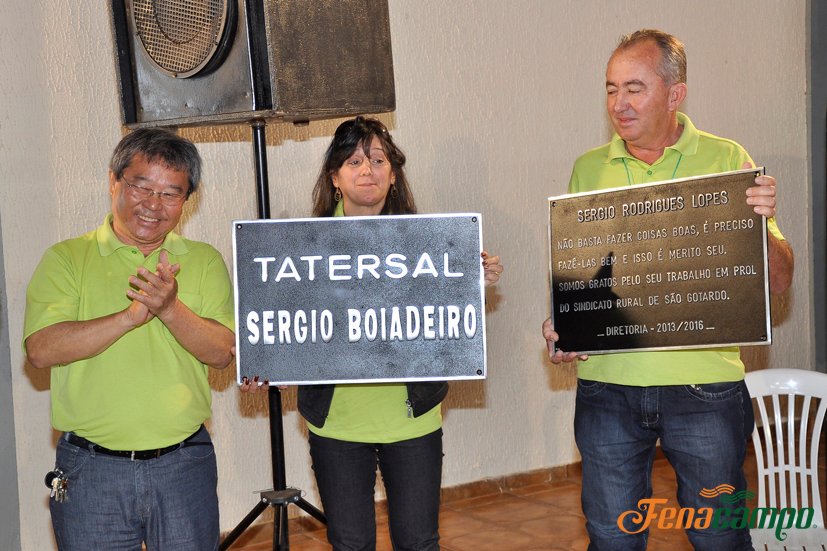 TATERSAL
SERGIO BOIADEIRO
SERGIO RODRIGUES LOPES
NÃO BASTA FAZER COISAS BOAS, É PRECISO
FAZÊ-LAS BEM E ISSO É MERITO SEU.
SOMOS GRATOS PELO SEU TRABALHO EM PROL
DO SINDICATO RURAL DE SÃO GOTARDO.
DIRETORIA - 2013/2016
Fenacampo